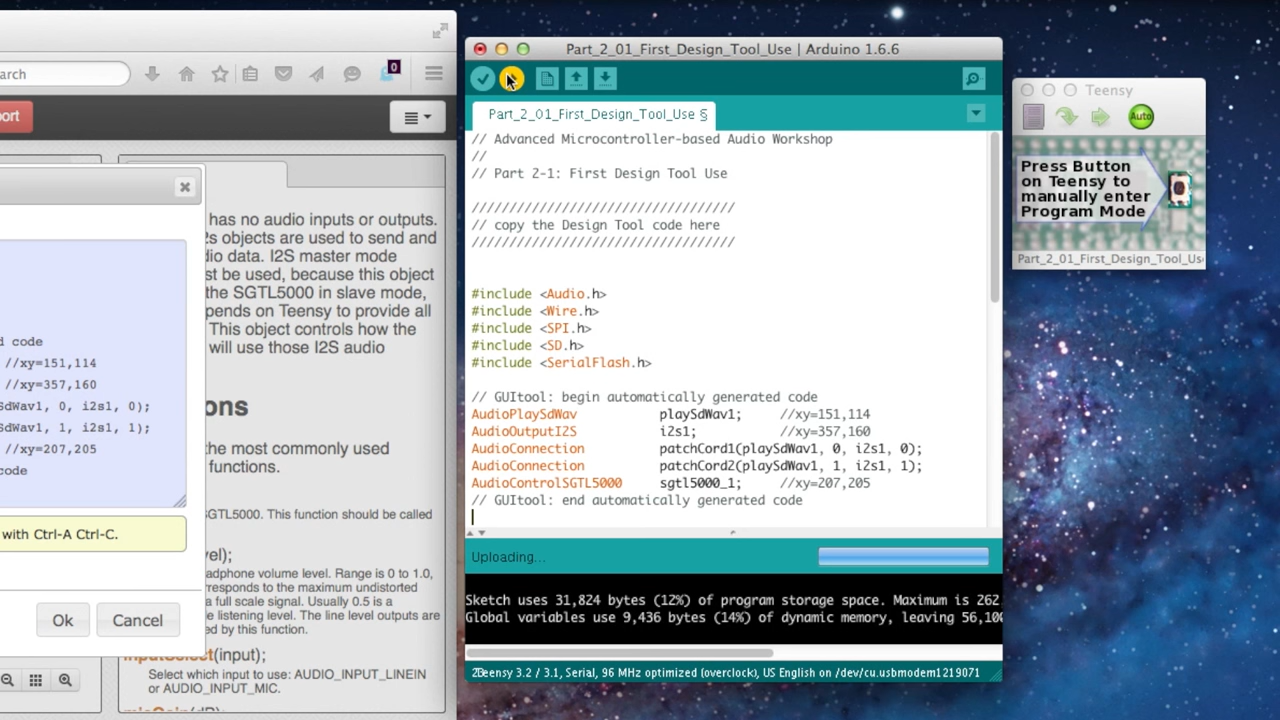 arch
0
ort
has no audio inputs or outputs.
2s objects are used to send and
dio data. I2S master mode
st be used, because this object
the SGTL5000 in slave mode,
pends on Teensy to provide all
This object controls how the
will use those I2S audio
d code
//xy=151,114
//xy=357,160
SdWav1, 0, i2s1, 0);
SdWav1, 1, i2s1, 1);
//xy=207,205
code
ons
the most commonly used
functions.
with Ctrl-A Ctrl-C.
SGTL5000. This function should be called
vel);
adphone volume level. Range is 0 to 1.0,
rresponds to the maximum undistorted
a full scale signal. Usually 0.5 is a
e listening level. The line level outputs are
ed by this function.
Ok
Cancel
(input);
Select which input to use: AUDIO_INPUT_LINEIN
or AUDIO_INPUT_MIC.
Part_2_01_First_Design_Tool_Use | Arduino 1.6.6
Part_2_01_First_Design_Tool_Use §
// Advanced Microcontroller-based Audio Workshop
//
// Part 2-1: First Design Tool Use
///////////////////////////////////
// copy the Design Tool code here
///////////////////////////////////
#include <Audio.h>
#include <Wire.h>
#include <SPI.h>
#include <SD.h>
#include <SerialFlash.h>
// GUItool: begin automatically generated code
AudioPlaySdWav playSdWav1; //xy=151,114
AudioOutputI2S i2s1; //xy=357,160
AudioConnection patchCord1(playSdWav1, 0, i2s1, 0);
AudioConnection patchCord2(playSdWav1, 1, i2s1, 1);
AudioControlSGTL5000 sgtl5000_1; //xy=207,205
// GUItool: end automatically generated code
Uploading...
Sketch uses 31,824 bytes (12%) of program storage space. Maximum is 262
Global variables use 9,436 bytes (14%) of dynamic memory, leaving 56,10
Teensy 3.2 / 3.1, Serial, 96 MHz optimized (overclock), US English on /dev/cu.usbmodem1219071
Teensy
Auto
Press Button
on Teensy to
manually enter
Program Mode
Part_2_01_First_Design_Tool_Us